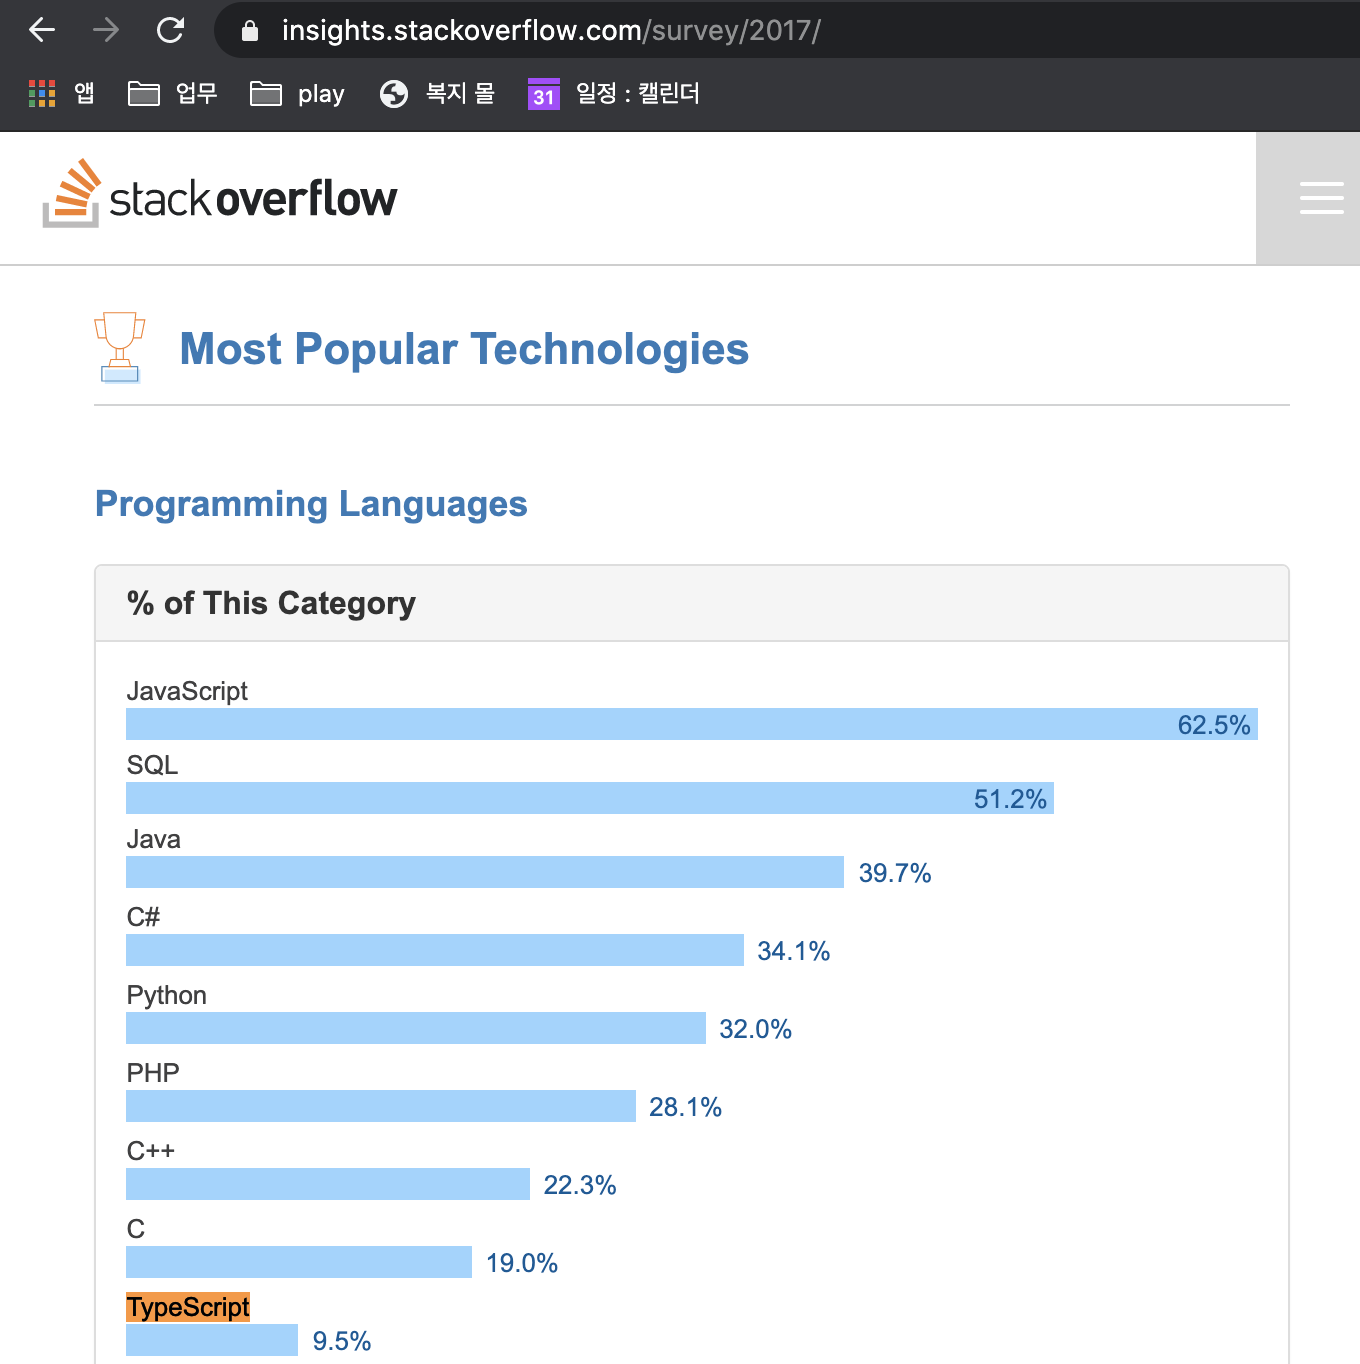 insights.stackoverflow.com/survey/2017/
앱 업무 play 복지 몰 31 일정 : 캘린더
stackoverflow
Most Popular Technologies
Programming Languages
% of This Category
JavaScript
62.5%
SQL
51.2%
Java
39.7%
C#
34.1%
Python
32.0%
PHP
28.1%
C++
22.3%
C
19.0%
TypeScript
9.5%